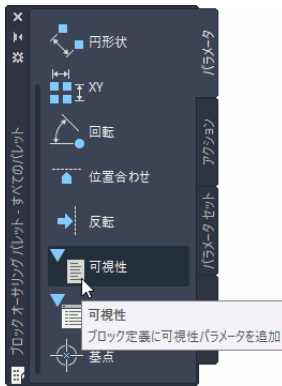 円形状
XY
回転
位置合わせ
反転
可視性
可視性
ブロック定義に可視性パラメータを追加
基点
パラメータ
アクション
パラメータ セット
ブロック オーサリング パレット - すべてのパレット